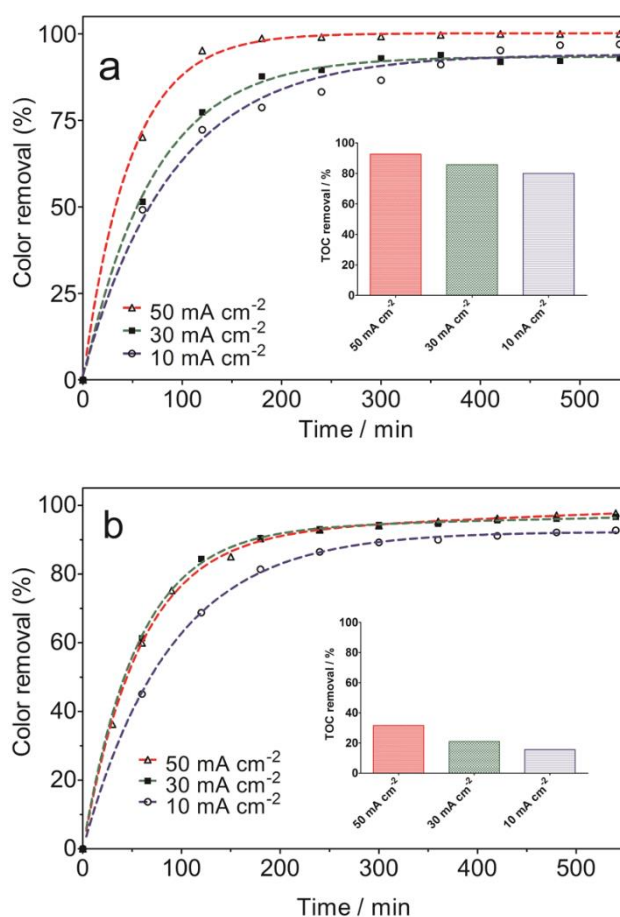 a
Color removal (%)
100
75
50
25
0
50 mA cm⁻²
30 mA cm⁻²
10 mA cm⁻²
0 100 200 300 400 500
Time / min
TOC removal / %
100
80
60
40
20
0
50 mA cm⁻²
30 mA cm⁻²
10 mA cm⁻²
b
Color removal (%)
100
80
60
40
20
0
50 mA cm⁻²
30 mA cm⁻²
10 mA cm⁻²
0 100 200 300 400 500
Time / min
TOC removal / %
100
80
60
40
20
0
50 mA cm⁻²
30 mA cm⁻²
10 mA cm⁻²